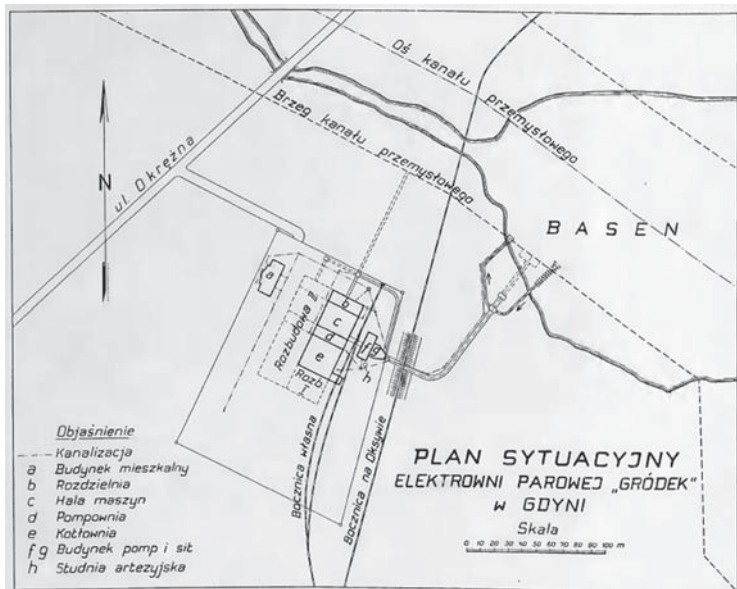 Oś kanału przemysłowego
Brzeg kanału przemysłowego
ul. Okrężna
N
BASEN
a
b
c
d
e
f g
h
Rozbudowa II
Rozb
I
Bocznica własna
Bocznica na Oksywie
Objaśnienie
Kanalizacja
a Budynek mieszkalny
b Rozdzielnia
c Hala maszyn
d Pompownia
e Kotłownia
f g Budynek pomp i sit
h Studnia artezyjska
PLAN SYTUACYJNY
ELEKTROWNI PAROWEJ „GRÓDEK"
W GDYNI
Skala
0 10 20 30 40 50 60 70 80 90 100 m